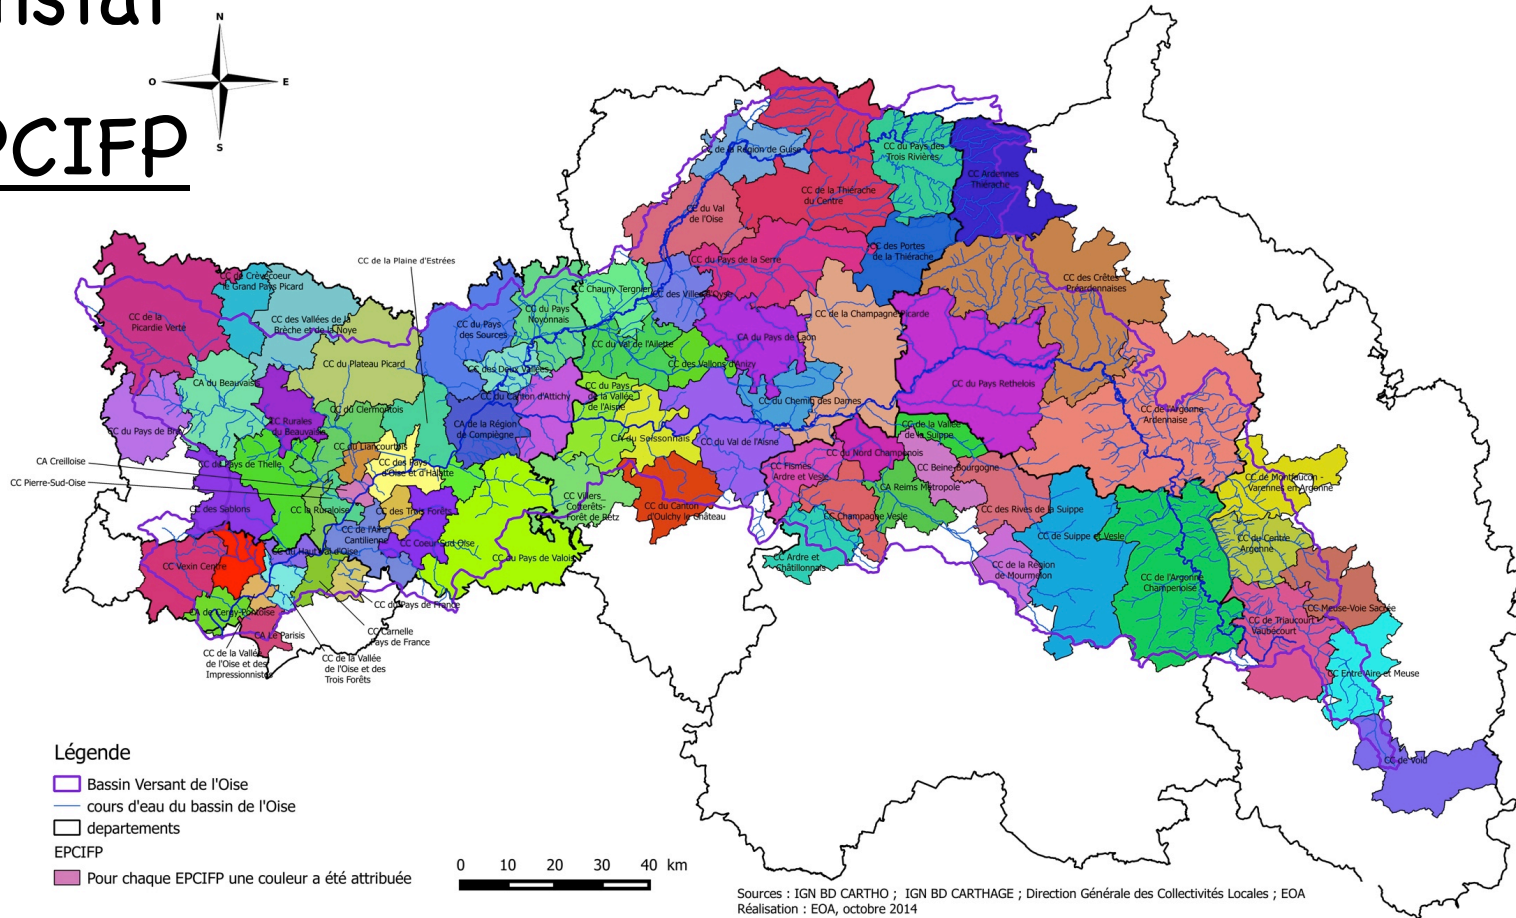 nstat
PCIFP
N
O
E
S
CC de la Région de Guise
CC du Pays des
Trois Rivières
CC Ardennes
Thiérache
CC de la Thiérache
du Centre
CC du Val
de l'Oise
CC des Portes
de la Thiérache
CC de la Plaine d'Estrées
CC du Pays de la Serre
CC de Crèvecoeur
le Grand Pays Picard
CC des Crêtes
Préardennaises
C Chauny Tergnier
CC des Villes d'Oyse
CC de la
Picardie Verte
CC des Vallées de la
Brèche et de la Noye
CC du Pays
des Sources
CC du Pays
Noyonnais
CC de la Champagne Picarde
CA du Pays de Laon
CC du Val de l'Ailette
CC du Plateau Picard
CC des Deux Vallées
CC des Vallons d'Anizy
CA du Beauvaisis
CC du Pays
de la Vallée
de l'Aisne
CC du Pays Rethelois
CC du Canton d'Attichy
CC du Chemin des Dames
CC du Clermontois
CC de l'Argonne
Ardennaise
CC Rurales
du Beauvaisis
CA de la Région
de Compiègne
CC de la Vallée
de la Suippe
CC du Pays de Bray
CA du Soissonnais
CC du Val de l'Aisne
CC du Liancourtois
CC du Nord Champenois
CA Creilloise
CC du Pays de Thelle
CC des Pays
d'Oise et d'Halatte
CC Fismes
Ardre et Vesle
CC Beine-Bourgogne
CC Pierre-Sud-Oise
CA Reims Métropole
CC de Montfaucon -
Varennes en Argonne
CC Villers_
Cotterêts-
Forêt de Retz
CC du Canton
d'Oulchy le Château
CC des Sablons
CC la Ruraloise
CC des Trois Forêts
CC Champagne Vesle
CC des Rives de la Suippe
CC de l'Aire
Cantilienne
CC de Suippe et Vesle
CC du Centre
Argonne
CC Coeur Sud Oise
CC du Haut Val d'Oise
CC du Pays de Valois
CC Ardre et
Châtillonnais
CC Vexin Centre
CC de la Région
de Mourmelon
CC de l'Argonne
Champenoise
CC du Pays de France
CC Meuse-Voie Sacrée
CA de Cergy-Pontoise
CC de Triaucourt -
Vaubécourt
CA Le Parisis
CC Carnelle
Pays de France
CC de la Vallée
de l'Oise et des
Impressionnistes
CC de la Vallée
de l'Oise et des
Trois Forêts
CC Entre Aire et Meuse
CC de Void
Légende
Bassin Versant de l'Oise
cours d'eau du bassin de l'Oise
departements
EPCIFP
Pour chaque EPCIFP une couleur a été attribuée
0 10 20 30 40 km
Sources : IGN BD CARTHO ; IGN BD CARTHAGE ; Direction Générale des Collectivités Locales ; EOA
Réalisation : EOA, octobre 2014